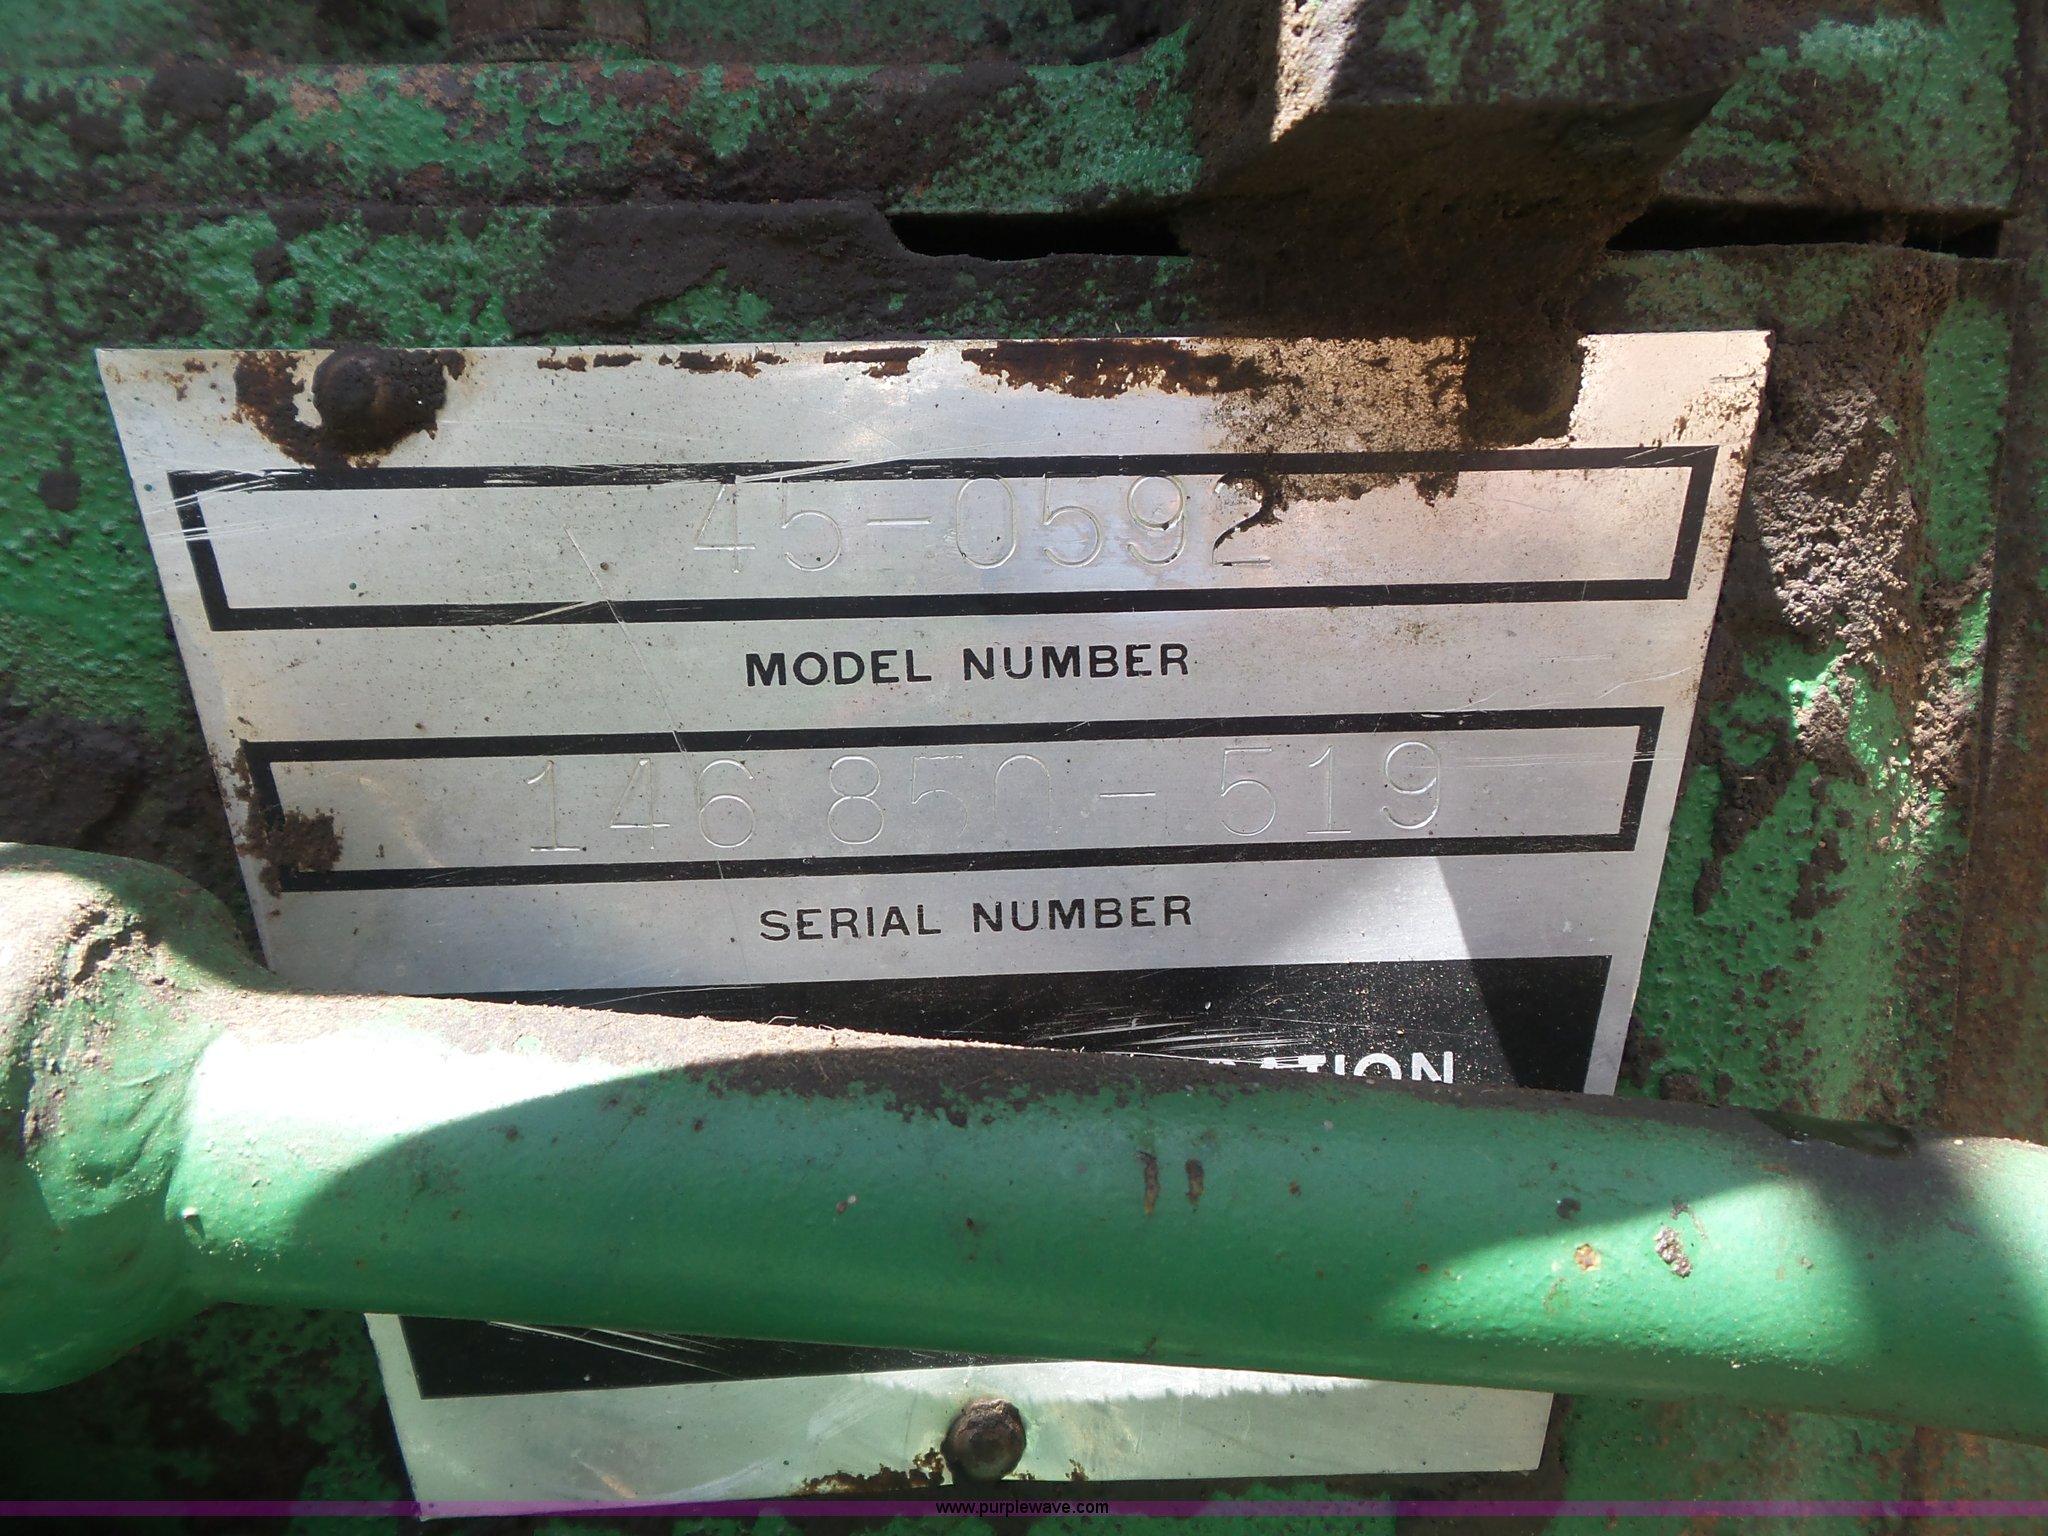 45-0592
MODEL NUMBER
146 850-519
SERIAL NUMBER
www.purplewave.com